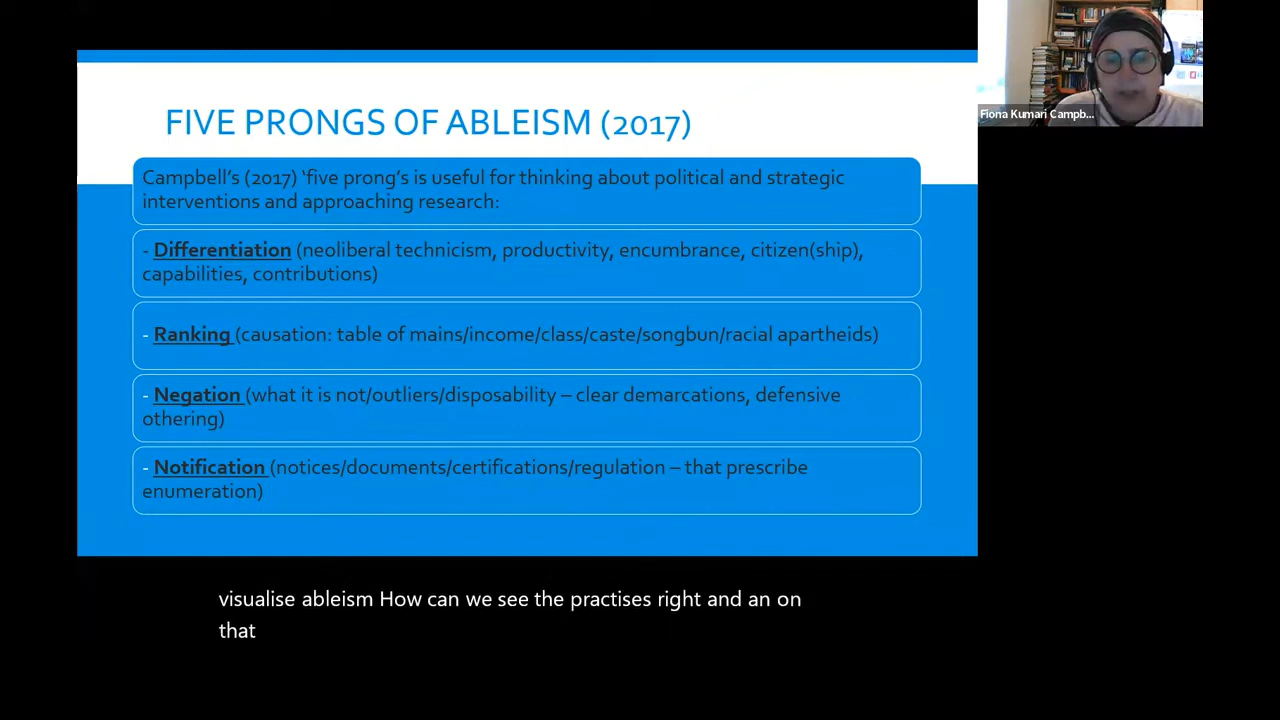 FIVE PRONGS OF ABLEISM (2017)
Fiona Kumari Campb...
Campbell's (2017) 'five prong's is useful for thinking about political and strategic
interventions and approaching research:
- Differentiation (neoliberal technicism, productivity, encumbrance, citizen(ship),
capabilities, contributions)
- Ranking (causation: table of mains/income/class/caste/songbun/racial apartheids)
- Negation (what it is not/outliers/disposability – clear demarcations, defensive
othering)
- Notification (notices/documents/certifications/regulation – that prescribe
enumeration)
visualise ableism How can we see the practises right and an on
that